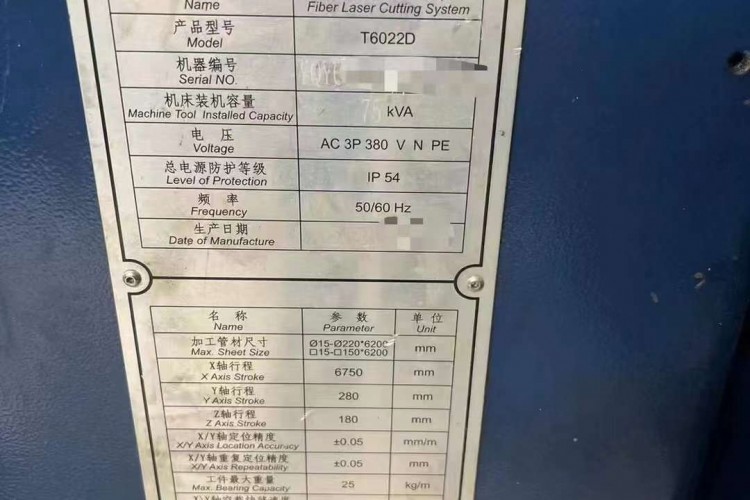 Name Fiber Laser Cutting System
产品型号
Model T6022D
机器编号
Serial NO.
机床装机容量
Machine Tool Installed Capacity 75 kVA
电 压
Voltage AC 3P 380 V N PE
总电源防护等级
Level of Protection IP 54
频 率
Frequency 50/60 Hz
生产日期
Date of Manufacture
名 称 参 数 单 位
Name Parameter Unit
加工管材尺寸 Ø15-Ø220*6200
Max. Sheet Size □15-□150*6200 mm
X轴行程
X Axis Stroke 6750 mm
Y轴行程
Y Axis Stroke 280 mm
Z轴行程
Z Axis Stroke 180 mm
X/Y轴定位精度
X/Y Axis Location Accuracy ±0.05 mm/m
X/Y轴重复定位精度
X/Y Axis Repeatability ±0.05 mm
工件最大重量
Max. Bearing Capacity 25 kg/m